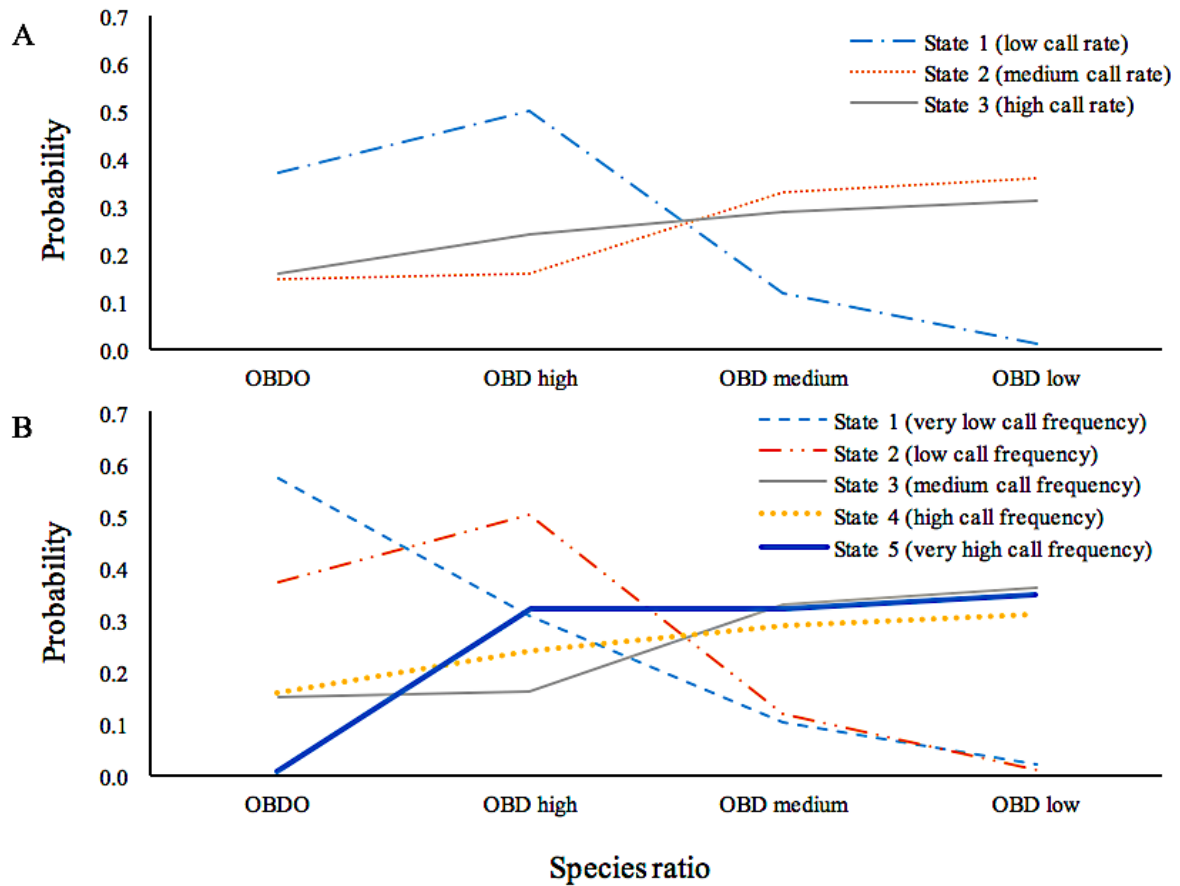 A
0.7
0.6
0.5
0.4
0.3
0.2
0.1
0.0
Probability
State 1 (low call rate)
State 2 (medium call rate)
State 3 (high call rate)
OBDO OBD high OBD medium OBD low
B
0.7
0.6
0.5
0.4
0.3
0.2
0.1
0.0
Probability
State 1 (very low call frequency)
State 2 (low call frequency)
State 3 (medium call frequency)
State 4 (high call frequency)
State 5 (very high call frequency)
OBDO OBD high OBD medium OBD low
Species ratio